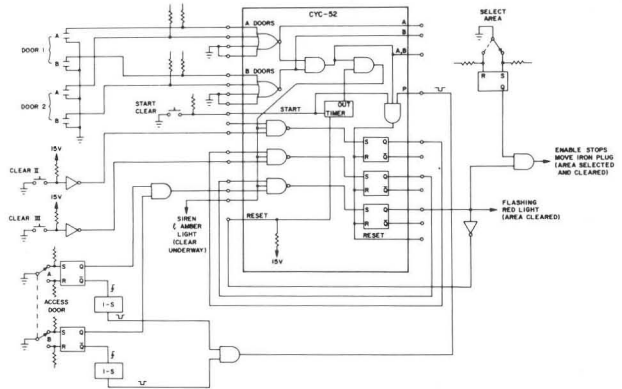 CYC-52
SELECT
AREA
A DOORS
A
B
A,B
P
DOOR 1
A
B
DOOR 2
A
B
B DOORS
START
CLEAR
START
OUT
TIMER
R S
Q
15V
CLEAR II
15V
CLEAR III
S Q
R Q̅
S Q
R Q̅
S Q
R Q̅
RESET
ENABLE STOPS
MOVE IRON PLUG
(AREA SELECTED
AND CLEARED)
FLASHING
RED LIGHT
(AREA CLEARED)
SIREN
( AMBER
LIGHT
(CLEAR
UNDERWAY)
RESET
15V
A
S Q
R Q̅
1-S
ACCESS
DOOR
B
S Q
R Q̅
1-S